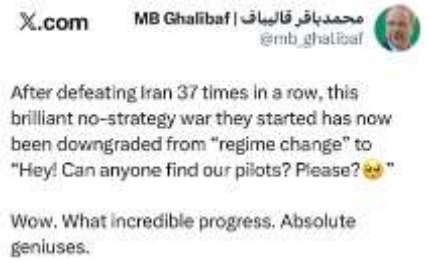 X.com
MB Ghalibaf | محمدباقر قالیباف
@mb_ghalibaf
After defeating Iran 37 times in a row, this
brilliant no-strategy war they started has now
been downgraded from “regime change” to
“Hey! Can anyone find our pilots? Please?🥺”
Wow. What incredible progress. Absolute
geniuses.